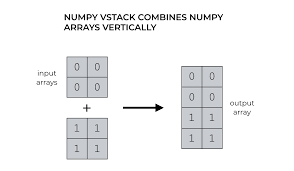 NUMPY VSTACK COMBINES NUMPY
ARRAYS VERTICALLY
input
arrays
0 0
0 0
+
1 1
1 1
0 0
0 0
1 1
1 1
output
array